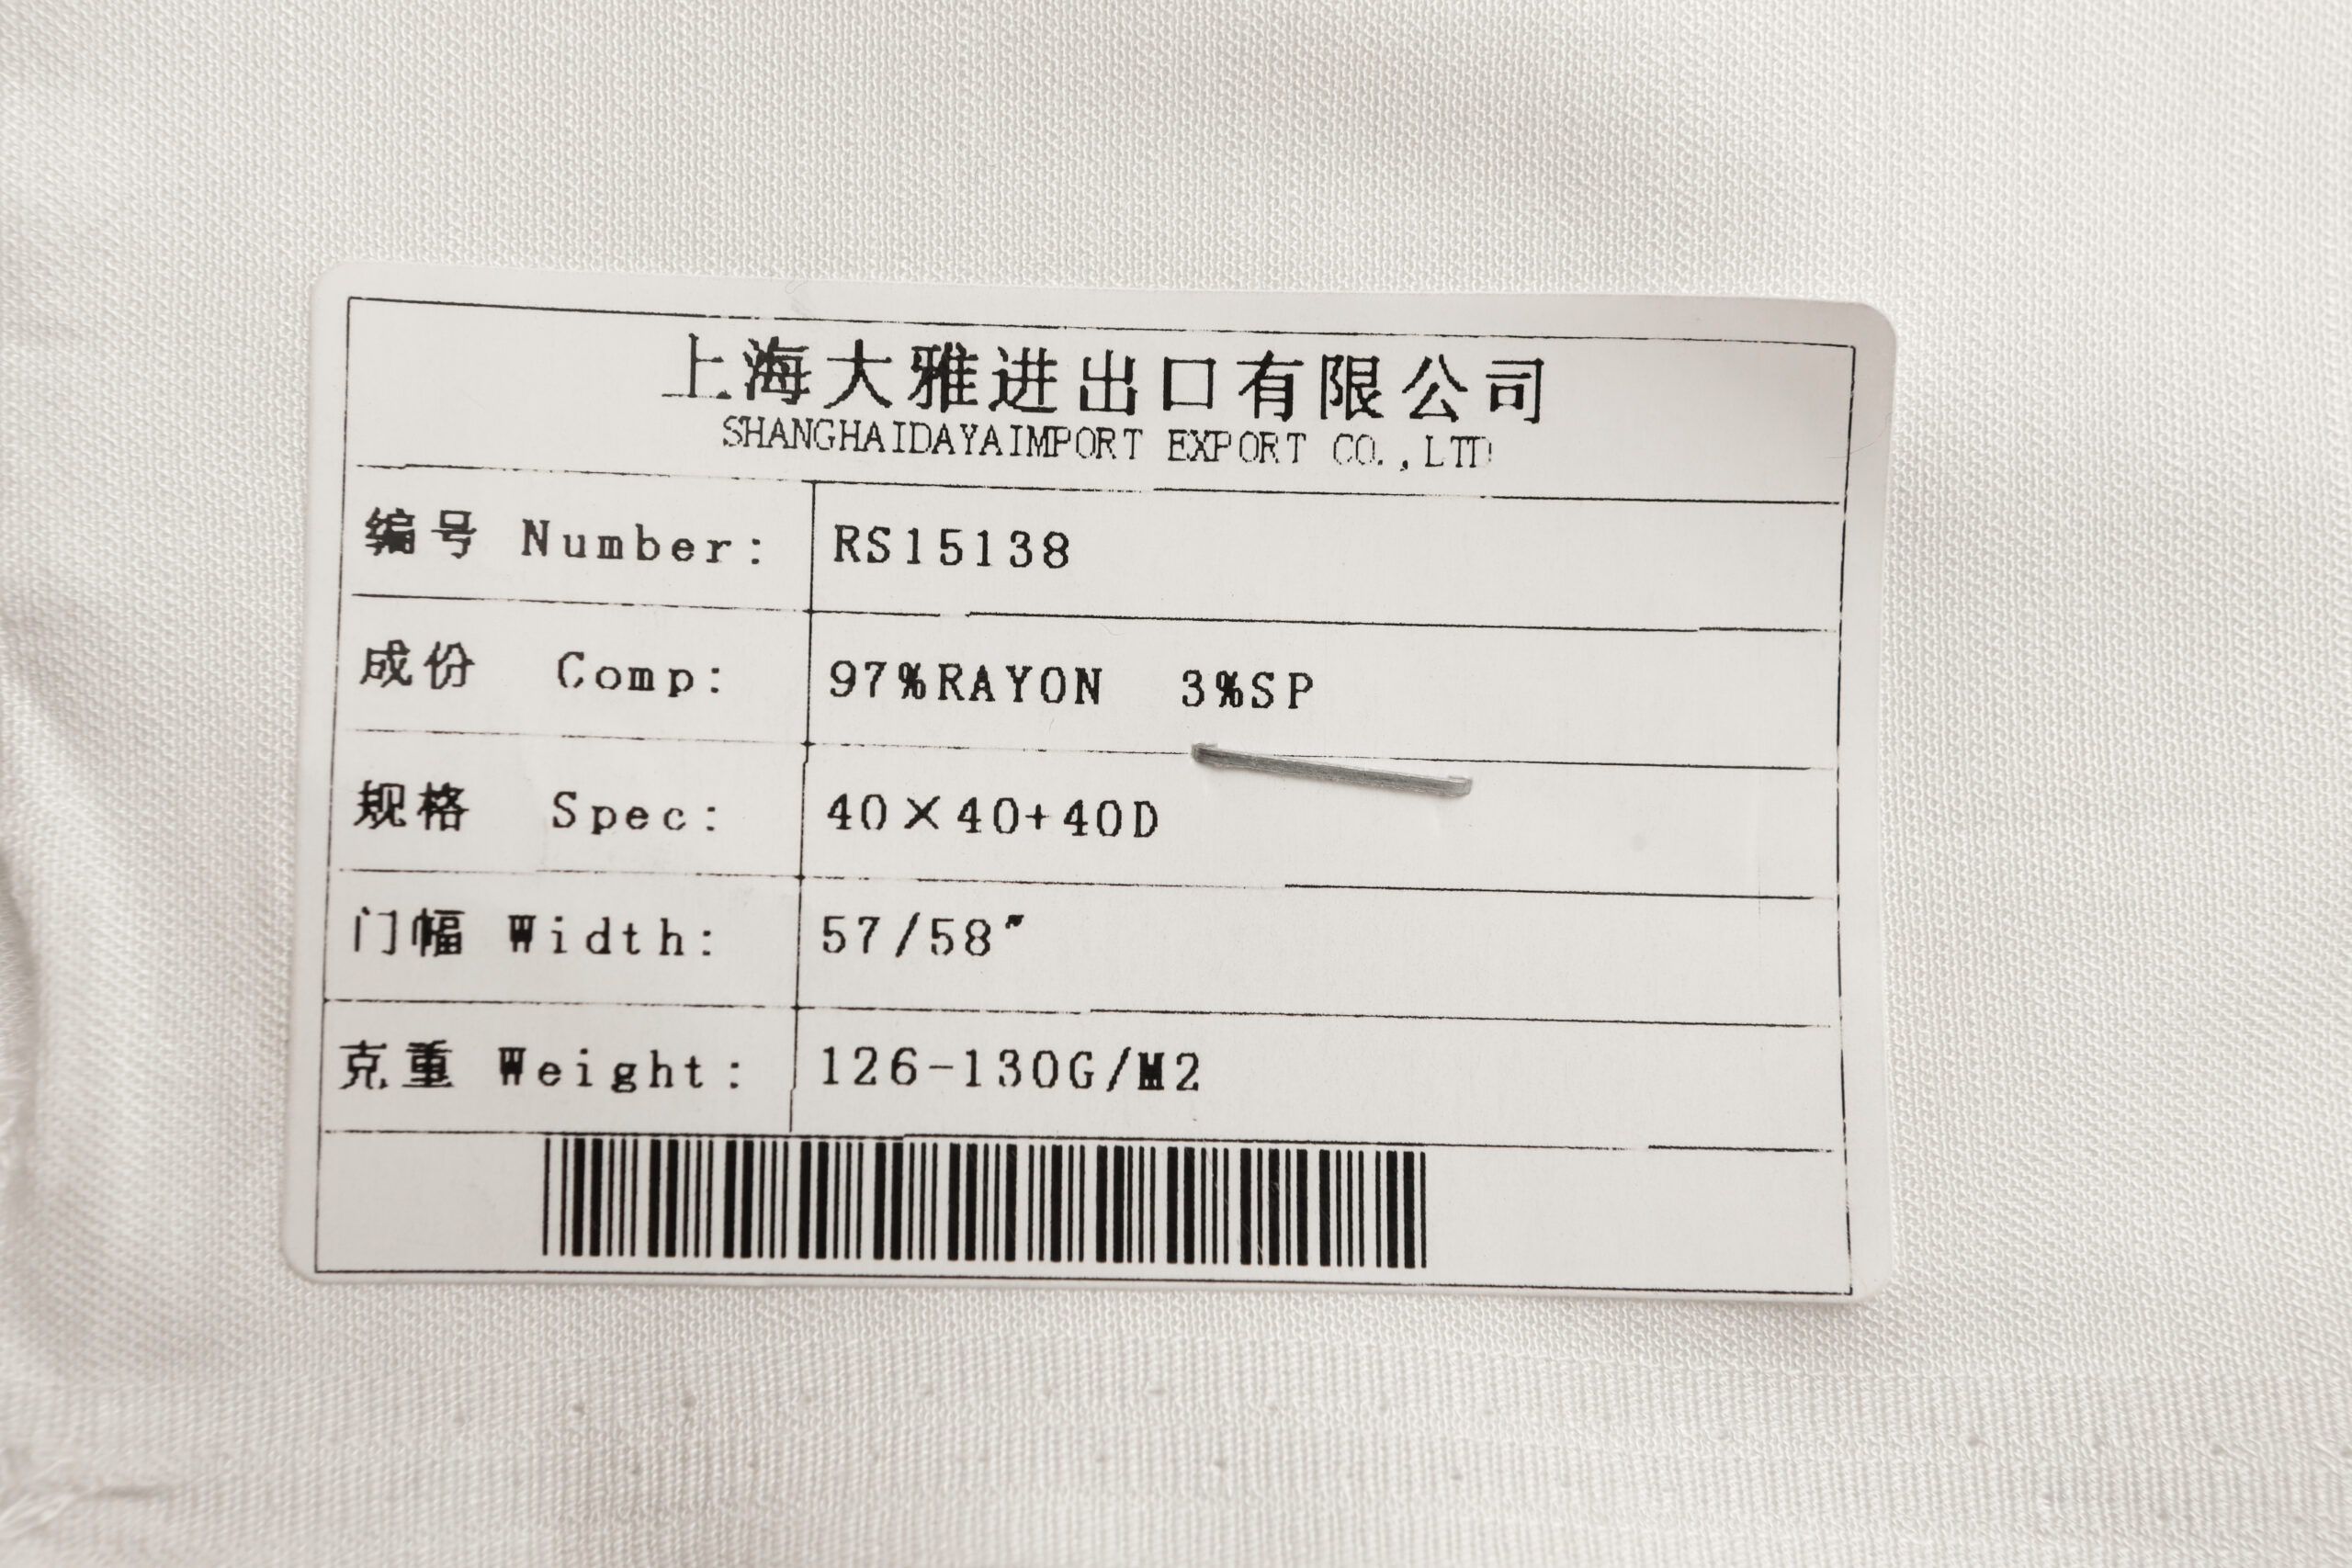 上海大雅进出口有限公司
SHANGHAIDAYAIMPORT EXPORT CO.,LTD
编号 Number: RS15138
成份 Comp: 97%RAYON 3%SP
规格 Spec: 40×40+40D
门幅 Width: 57/58″
克重 Weight: 126-130G/M2